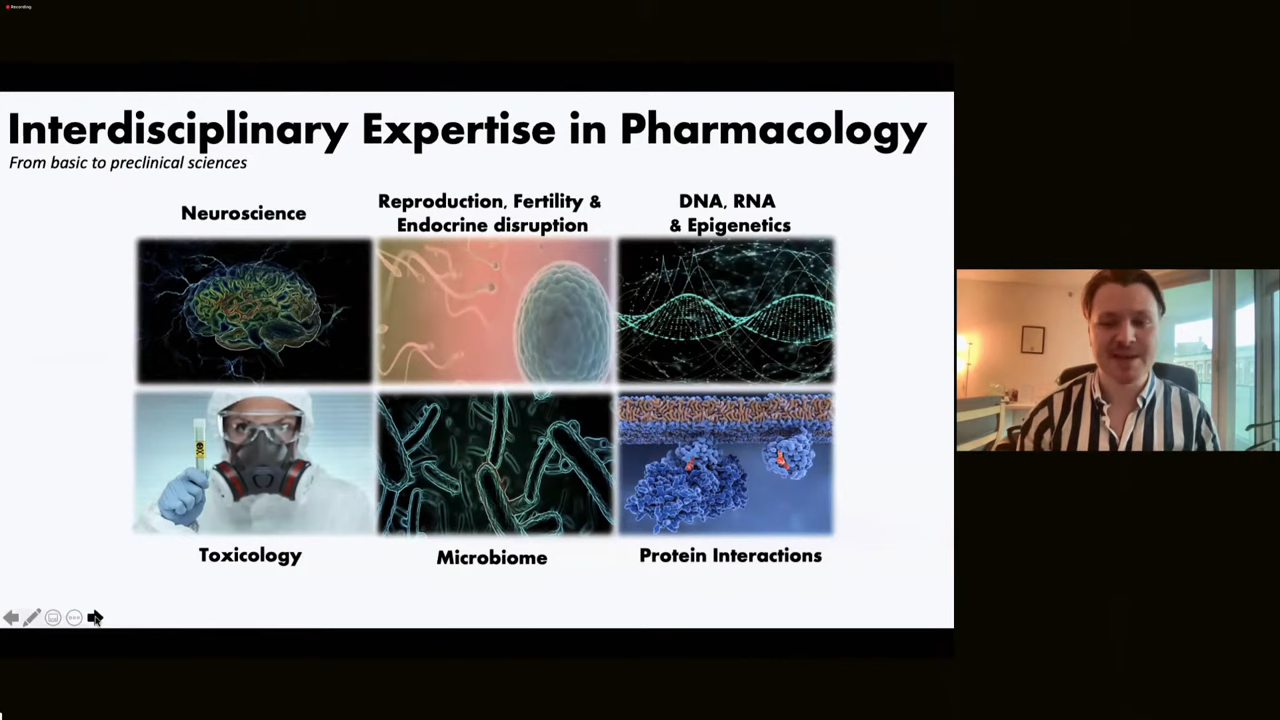 Recording
Interdisciplinary Expertise in Pharmacology
From basic to preclinical sciences
Neuroscience
Reproduction, Fertility &
Endocrine disruption
DNA, RNA
& Epigenetics
Toxicology
Microbiome
Protein Interactions